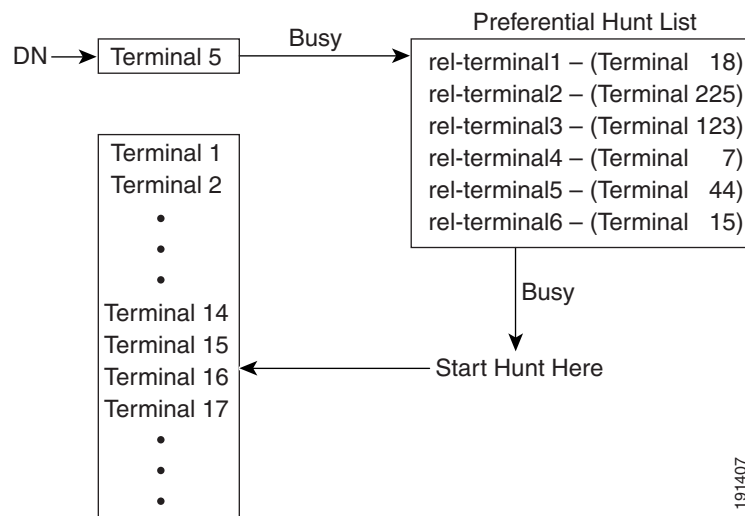 Preferential Hunt List
DN
Terminal 5
Busy
rel-terminal1 – (Terminal 18)
rel-terminal2 – (Terminal 225)
rel-terminal3 – (Terminal 123)
rel-terminal4 – (Terminal 7)
rel-terminal5 – (Terminal 44)
rel-terminal6 – (Terminal 15)
Busy
Start Hunt Here
Terminal 1
Terminal 2
•
•
•
Terminal 14
Terminal 15
Terminal 16
Terminal 17
•
•
•
191407